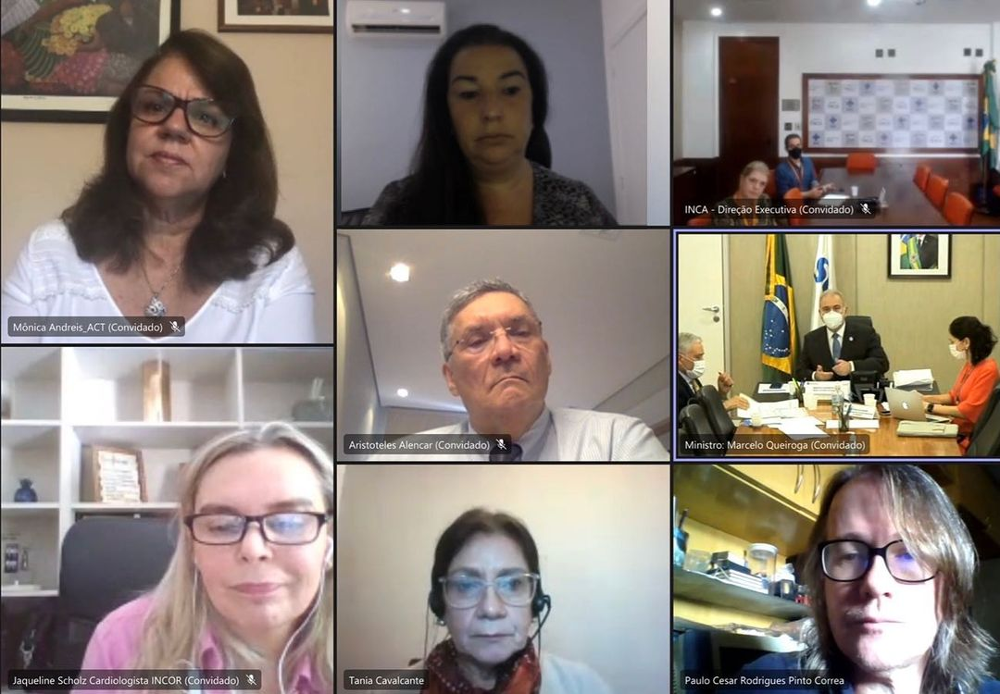 INCA - Direção Executiva (Convidado)
Mônica Andreis_ACT (Convidado)
Aristoteles Alencar (Convidado)
Ministro: Marcelo Queiroga (Convidado)
Jaqueline Scholz Cardiologista INCOR (Convidado)
Tania Cavalcante
Paulo Cesar Rodrigues Pinto Correa